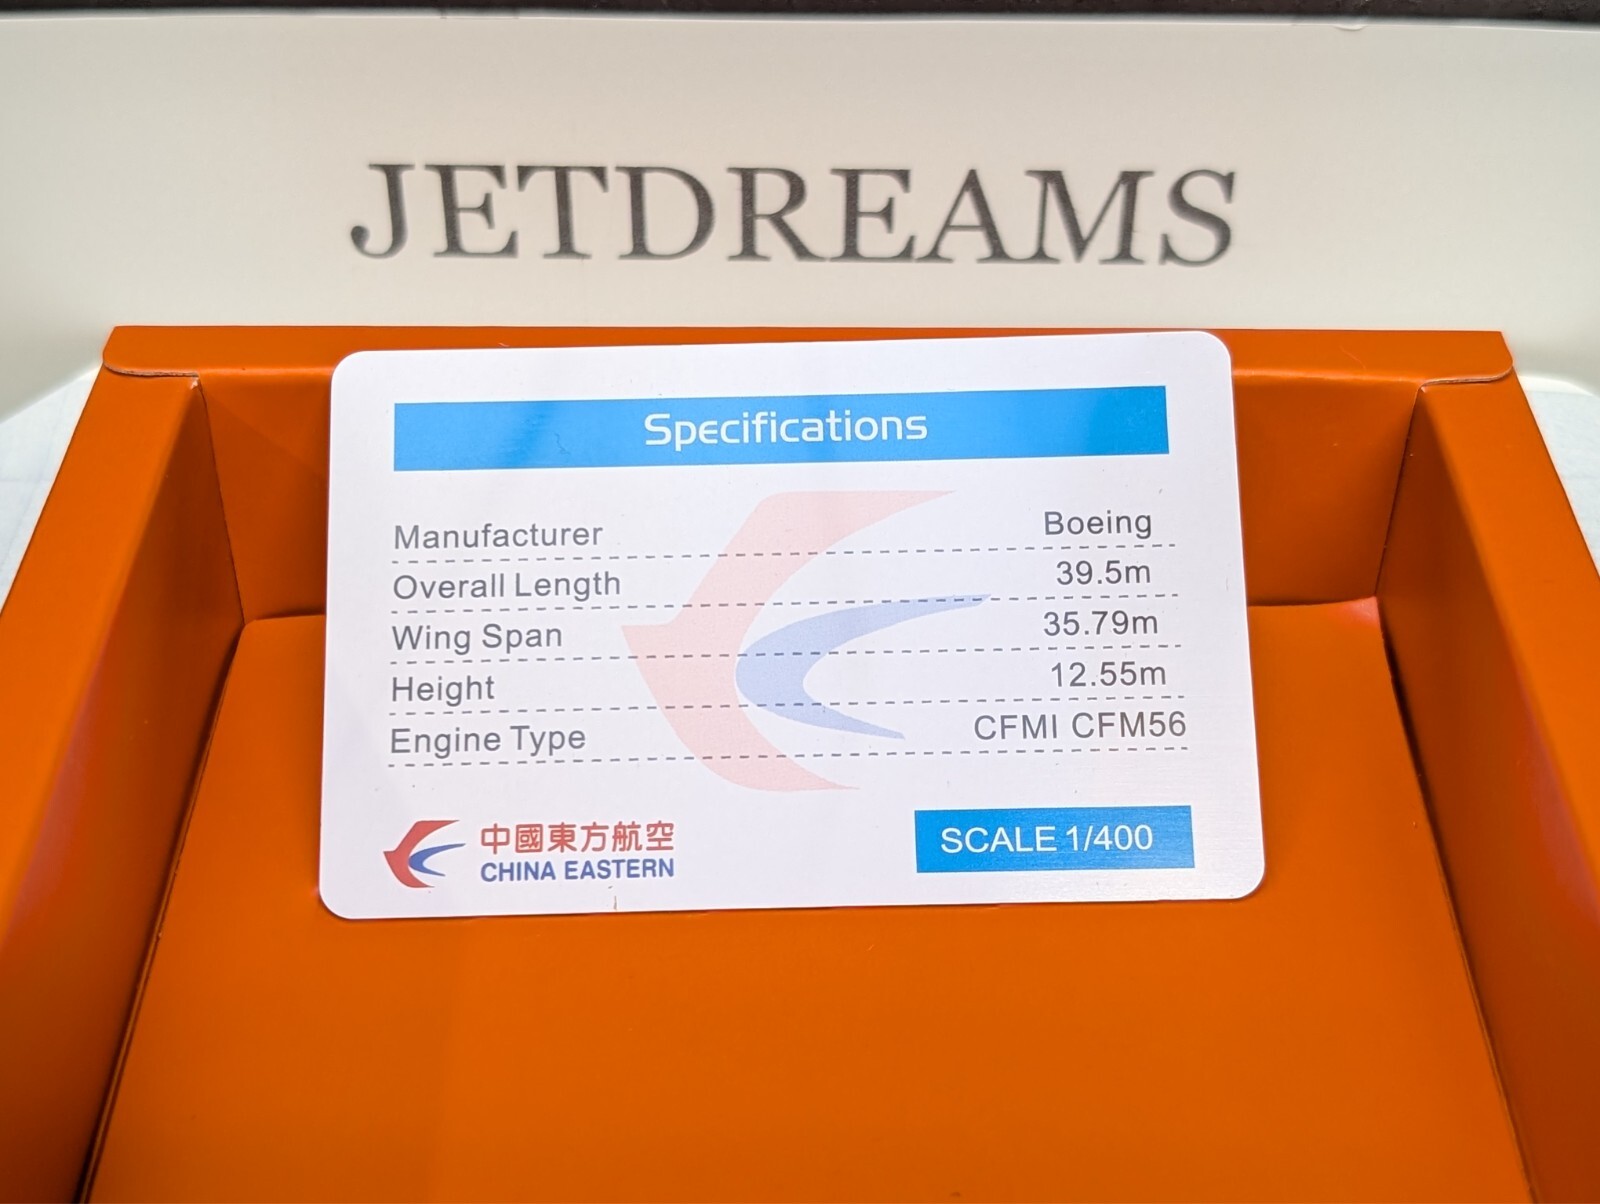 JETDREAMS
Specifications
Manufacturer Boeing
Overall Length 39.5m
Wing Span 35.79m
Height 12.55m
Engine Type CFMI CFM56
中國東方航空
CHINA EASTERN
SCALE 1/400